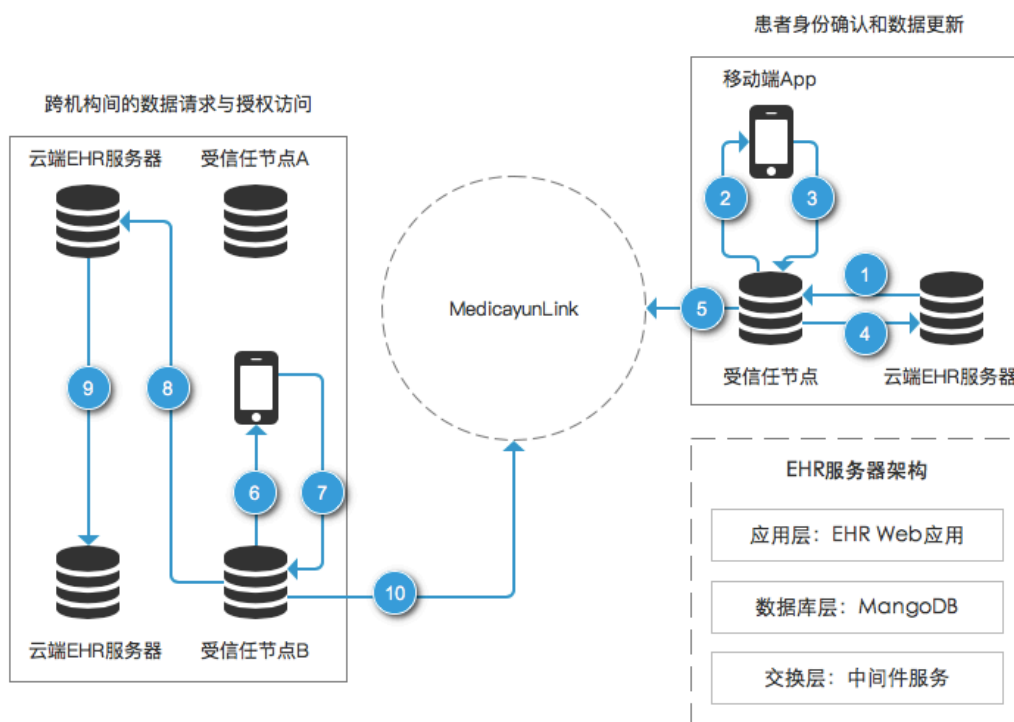 患者身份确认和数据更新
移动端App
2
3
1
5
4
受信任节点
云端EHR服务器
跨机构间的数据请求与授权访问
云端EHR服务器
受信任节点A
9
8
6
7
10
云端EHR服务器
受信任节点B
MedicayunLink
EHR服务器架构
应用层：EHR Web应用
数据库层：MangoDB
交换层：中间件服务